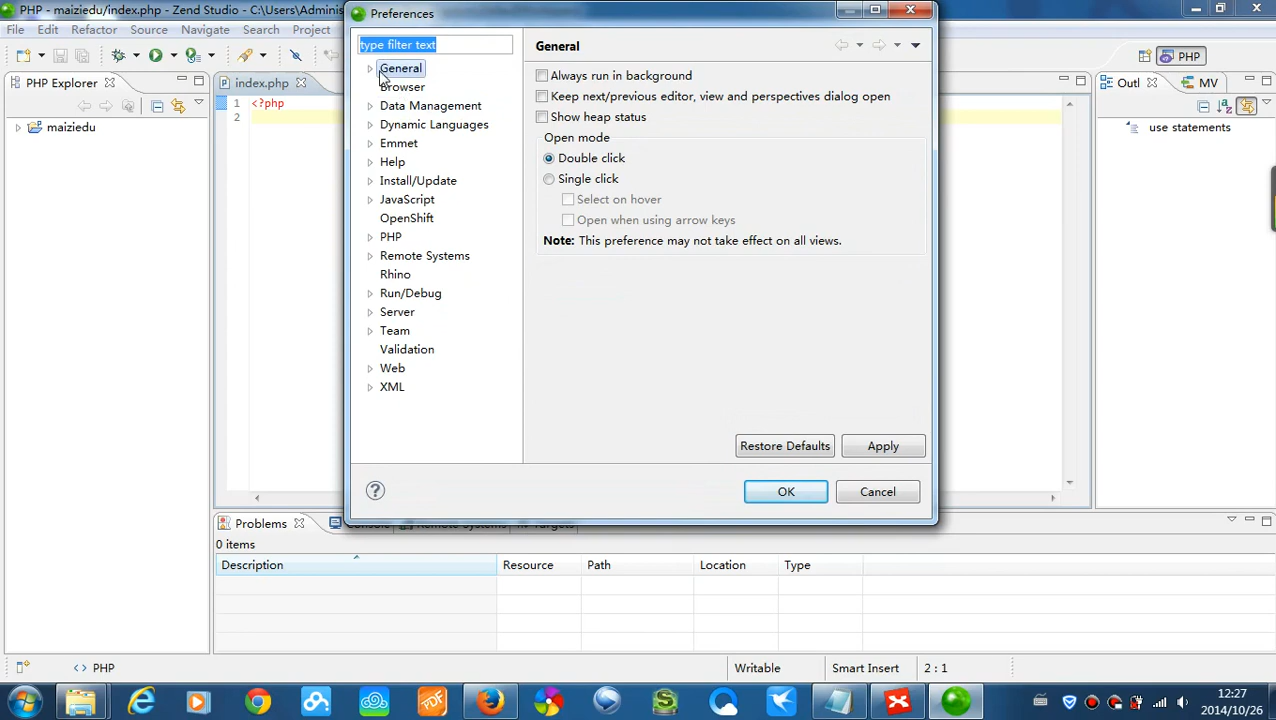 PHP - maiziedu/index.php - Zend Studio - C:\Users\Adminis
Preferences
File Edit Refactor Source Navigate Search Project
type filter text
General
General
Browser
Data Management
Dynamic Languages
Emmet
Help
Install/Update
JavaScript
OpenShift
PHP
Remote Systems
Rhino
Run/Debug
Server
Team
Validation
Web
XML
Always run in background
Keep next/previous editor, view and perspectives dialog open
Show heap status
Open mode
Double click
Single click
Select on hover
Open when using arrow keys
Note: This preference may not take effect on all views.
Restore Defaults Apply
OK Cancel
PHP
PHP Explorer
maiziedu
index.php
1 <?php
2
Outl MV
use statements
Problems Console Remote Systems Targets
0 items
Description Resource Path Location Type
PHP Writable Smart Insert 2 : 1
PDF
S
12:27
2014/10/26